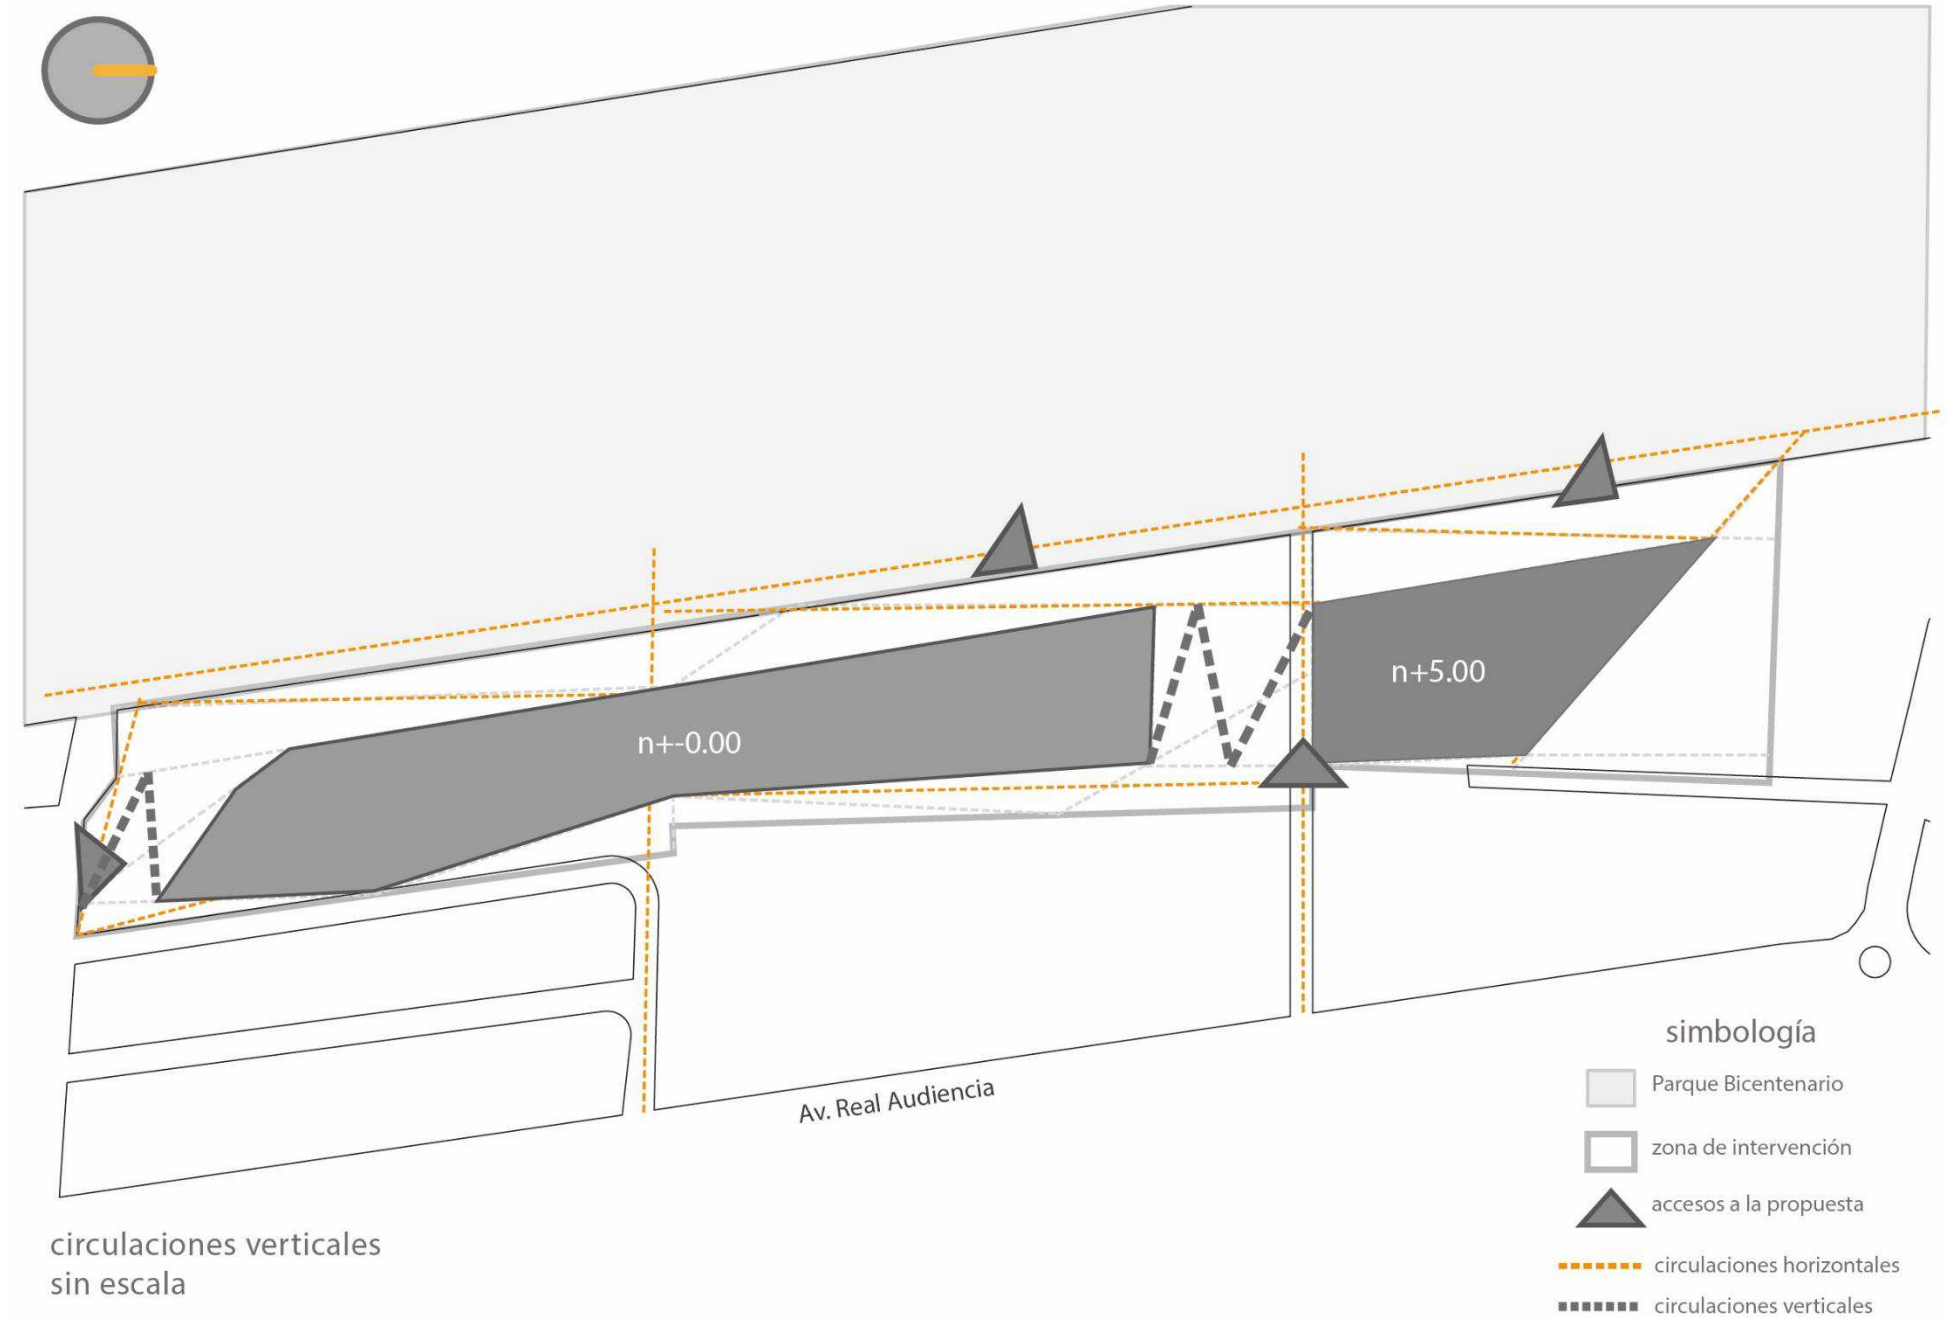 n+5.00
n+-0.00
Av. Real Audiencia
simbología
Parque Bicentenario
zona de intervención
accesos a la propuesta
circulaciones horizontales
circulaciones verticales
circulaciones verticales
sin escala